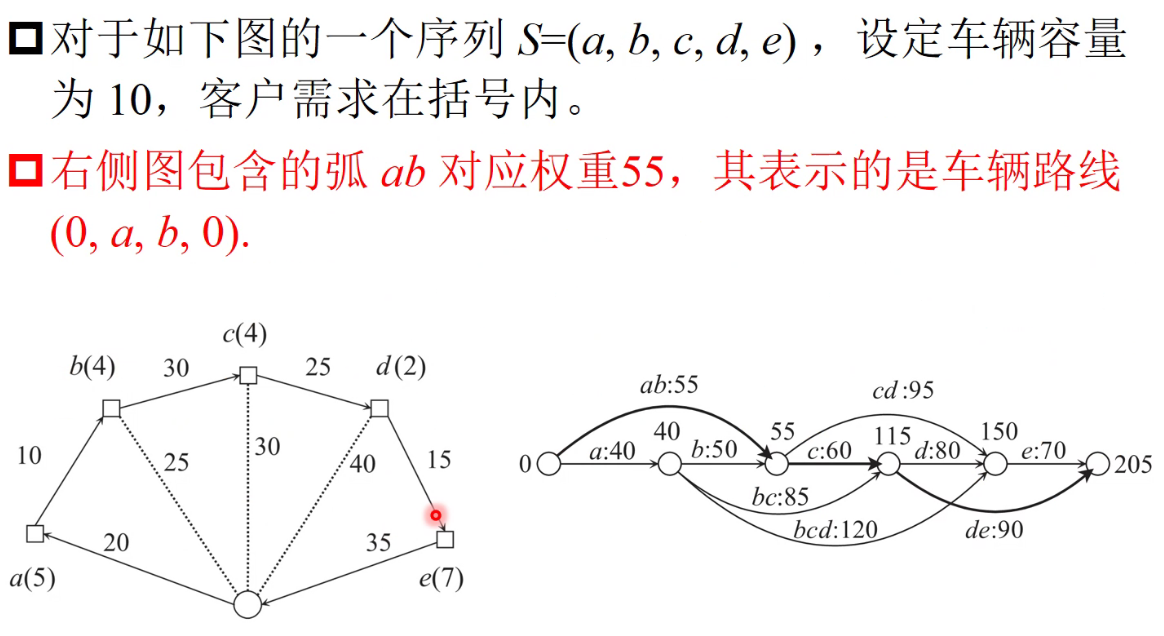 对于如下图的一个序列 S=(a, b, c, d, e) ，设定车辆容量
为 10，客户需求在括号内。
右侧图包含的弧 ab 对应权重55，其表示的是车辆路线
(0, a, b, 0).
c(4)
b(4) 30 25 d(2)
10 25 30 40 15
20 35
a(5) e(7)
ab:55 cd:95
40 55 115 150
0 a:40 b:50 c:60 d:80 e:70 205
bc:85
bcd:120 de:90